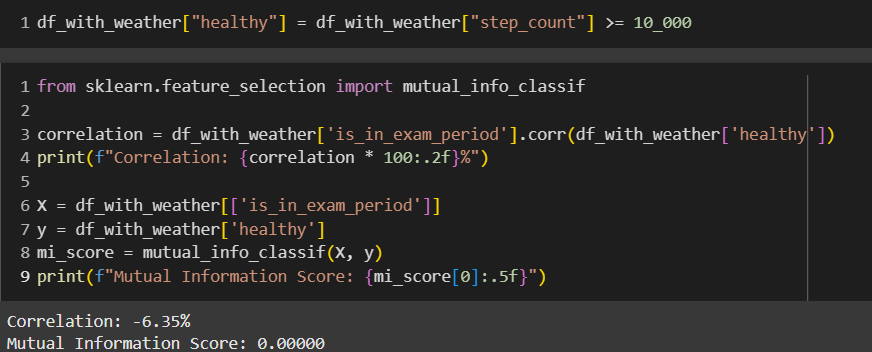 1 df_with_weather["healthy"] = df_with_weather["step_count"] >= 10_000
1 from sklearn.feature_selection import mutual_info_classif
2
3 correlation = df_with_weather['is_in_exam_period'].corr(df_with_weather['healthy'])
4 print(f"Correlation: {correlation * 100:.2f}%")
5
6 X = df_with_weather[['is_in_exam_period']]
7 y = df_with_weather['healthy']
8 mi_score = mutual_info_classif(X, y)
9 print(f"Mutual Information Score: {mi_score[0]:.5f}")
Correlation: -6.35%
Mutual Information Score: 0.00000